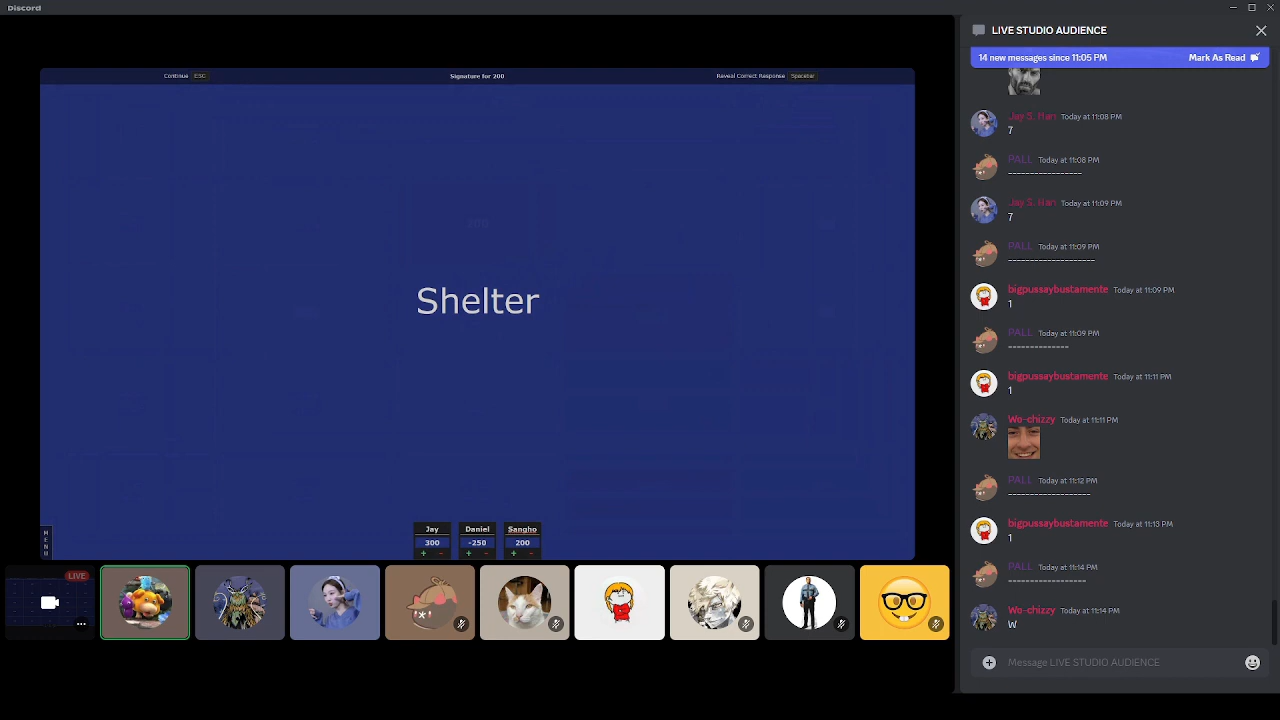 Discord
LIVE STUDIO AUDIENCE
14 new messages since 11:05 PM
Mark As Read
Continue ESC
Signature for 200
Reveal Correct Response Spacebar
Shelter
MENU
Jay
Daniel
Sangho
300
-250
200
+ -
+ -
+ -
LIVE
Jay S. Han Today at 11:08 PM
7
PALL Today at 11:08 PM
-----------------
Jay S. Han Today at 11:09 PM
7
PALL Today at 11:09 PM
--------------------
bigpussaybustamente Today at 11:09 PM
1
PALL Today at 11:09 PM
--------------
bigpussaybustamente Today at 11:11 PM
1
Wo-chizzy Today at 11:11 PM
PALL Today at 11:12 PM
-------------------
bigpussaybustamente Today at 11:13 PM
1
PALL Today at 11:14 PM
------------------
Wo-chizzy Today at 11:14 PM
W
Message LIVE STUDIO AUDIENCE